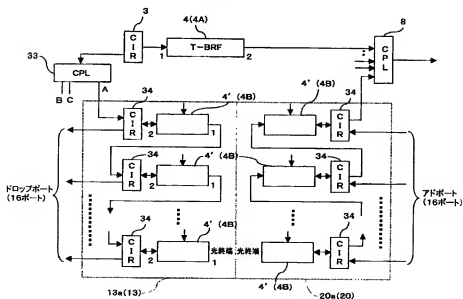 3
4(4A)
8
CIR
T-BRF
1
2
CPL
33
CPL
B C A
34
4'(4B)
4'(4B)
34
CIR
2
1
CIR
34
4'(4B)
34
CIR
2
1
CIR
ドロップポート
(16ポート)
アドポート
(16ポート)
34
4'(4B)
34
CIR
2
1
光終端
光終端
CIR
4'(4B)
13a(13)
20a(20)